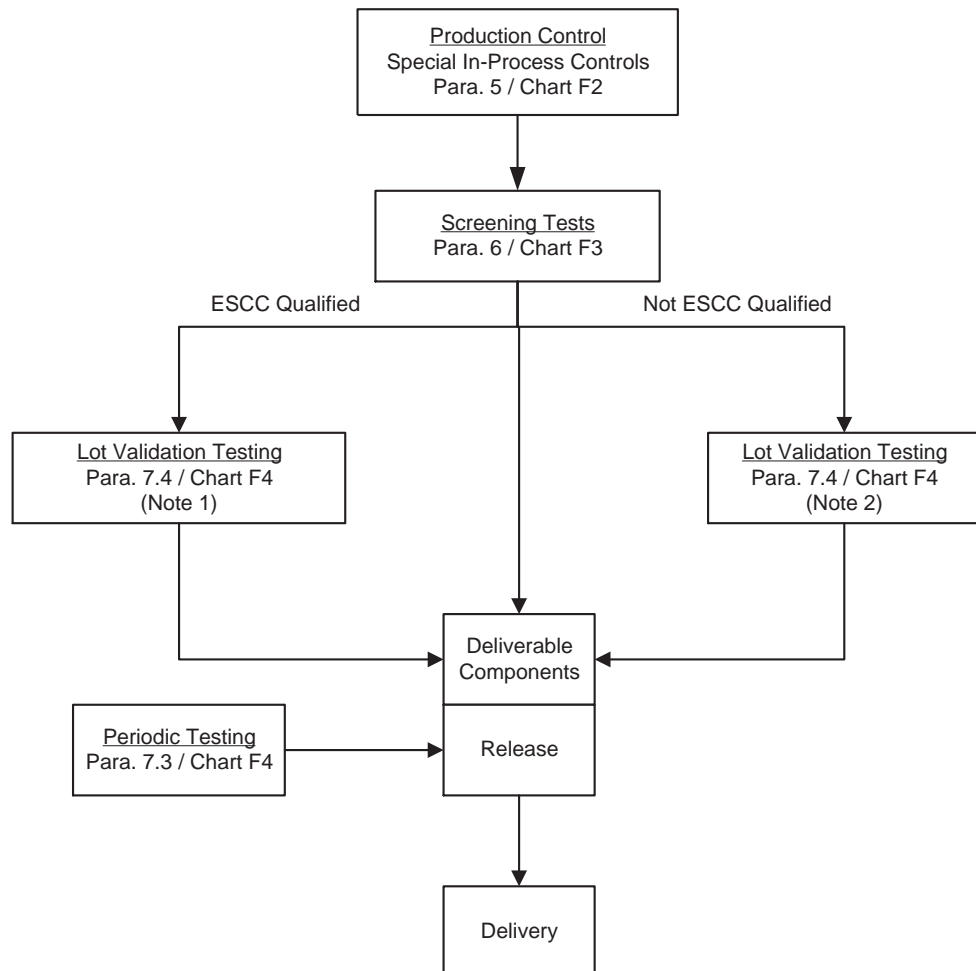 Production Control
Special In-Process Controls
Para. 5 / Chart F2
Screening Tests
Para. 6 / Chart F3
ESCC Qualified
Not ESCC Qualified
Lot Validation Testing
Para. 7.4 / Chart F4
(Note 1)
Lot Validation Testing
Para. 7.4 / Chart F4
(Note 2)
Deliverable
Components
Periodic Testing
Para. 7.3 / Chart F4
Release
Delivery